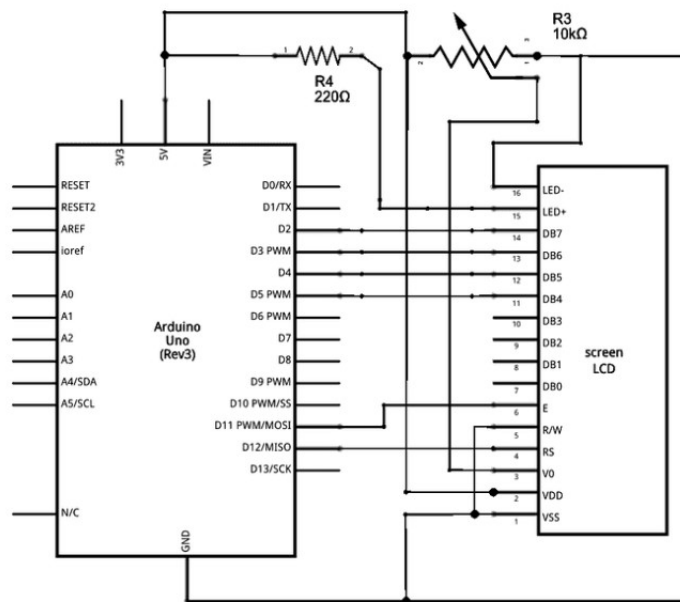 R3
10kΩ
1
2
R4
220Ω
2
3
1
3V3
5V
VIN
RESET
RESET2
AREF
ioref
A0
A1
A2
A3
A4/SDA
A5/SCL
N/C
Arduino
Uno
(Rev3)
D0/RX
D1/TX
D2
D3 PWM
D4
D5 PWM
D6 PWM
D7
D8
D9 PWM
D10 PWM/SS
D11 PWM/MOSI
D12/MISO
D13/SCK
GND
16
LED-
15
LED+
14
DB7
13
DB6
12
DB5
11
DB4
10
DB3
9
DB2
8
DB1
7
DB0
6
E
5
R/W
4
RS
3
V0
2
VDD
1
VSS
screen
LCD